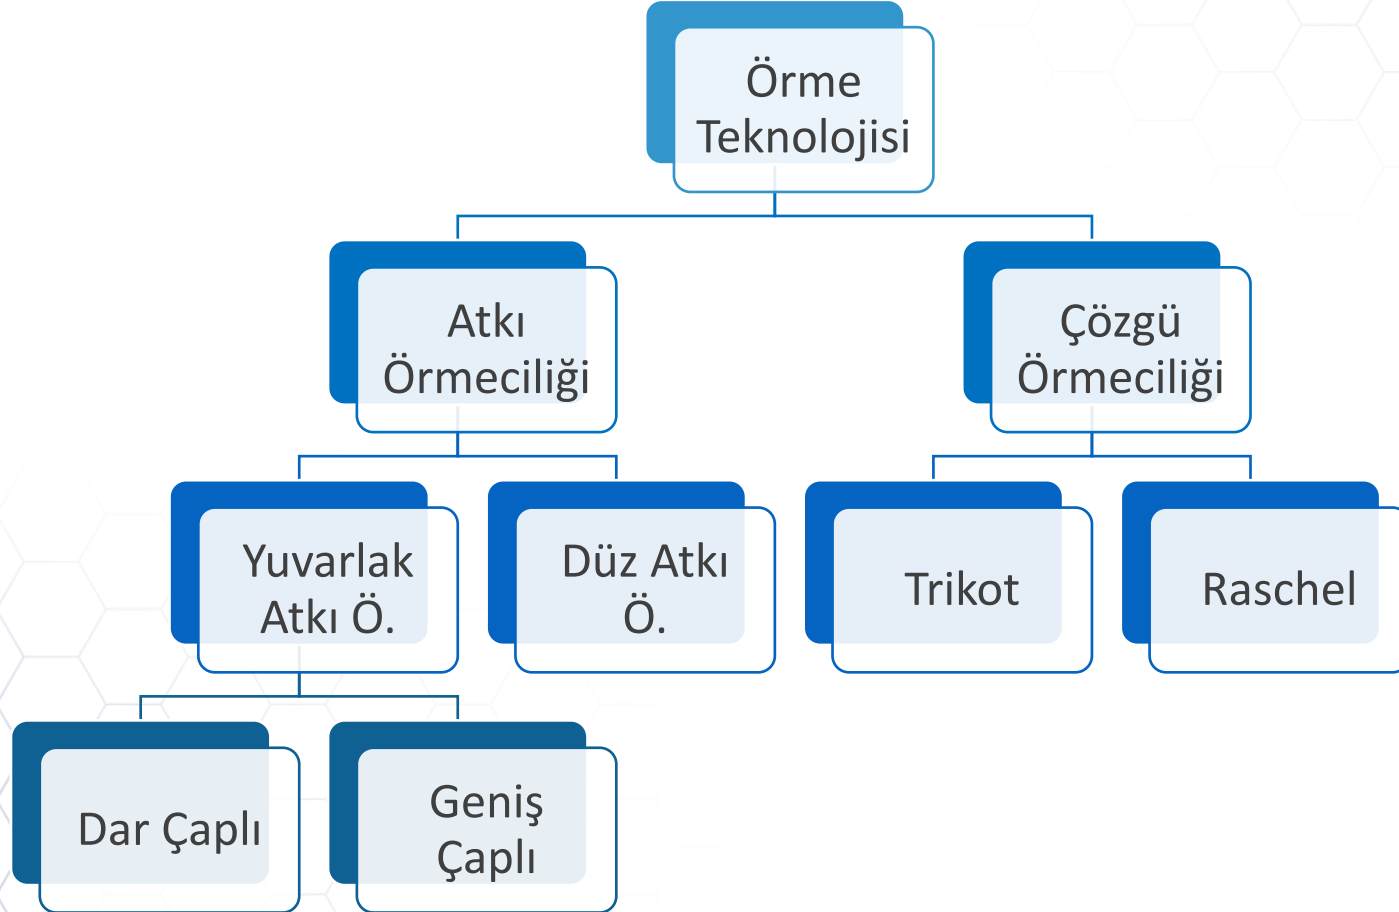 Örme
Teknolojisi
Atkı
Örmeciliği
Çözgü
Örmeciliği
Yuvarlak
Atkı Ö.
Düz Atkı
Ö.
Trikot
Raschel
Dar Çaplı
Geniş
Çaplı